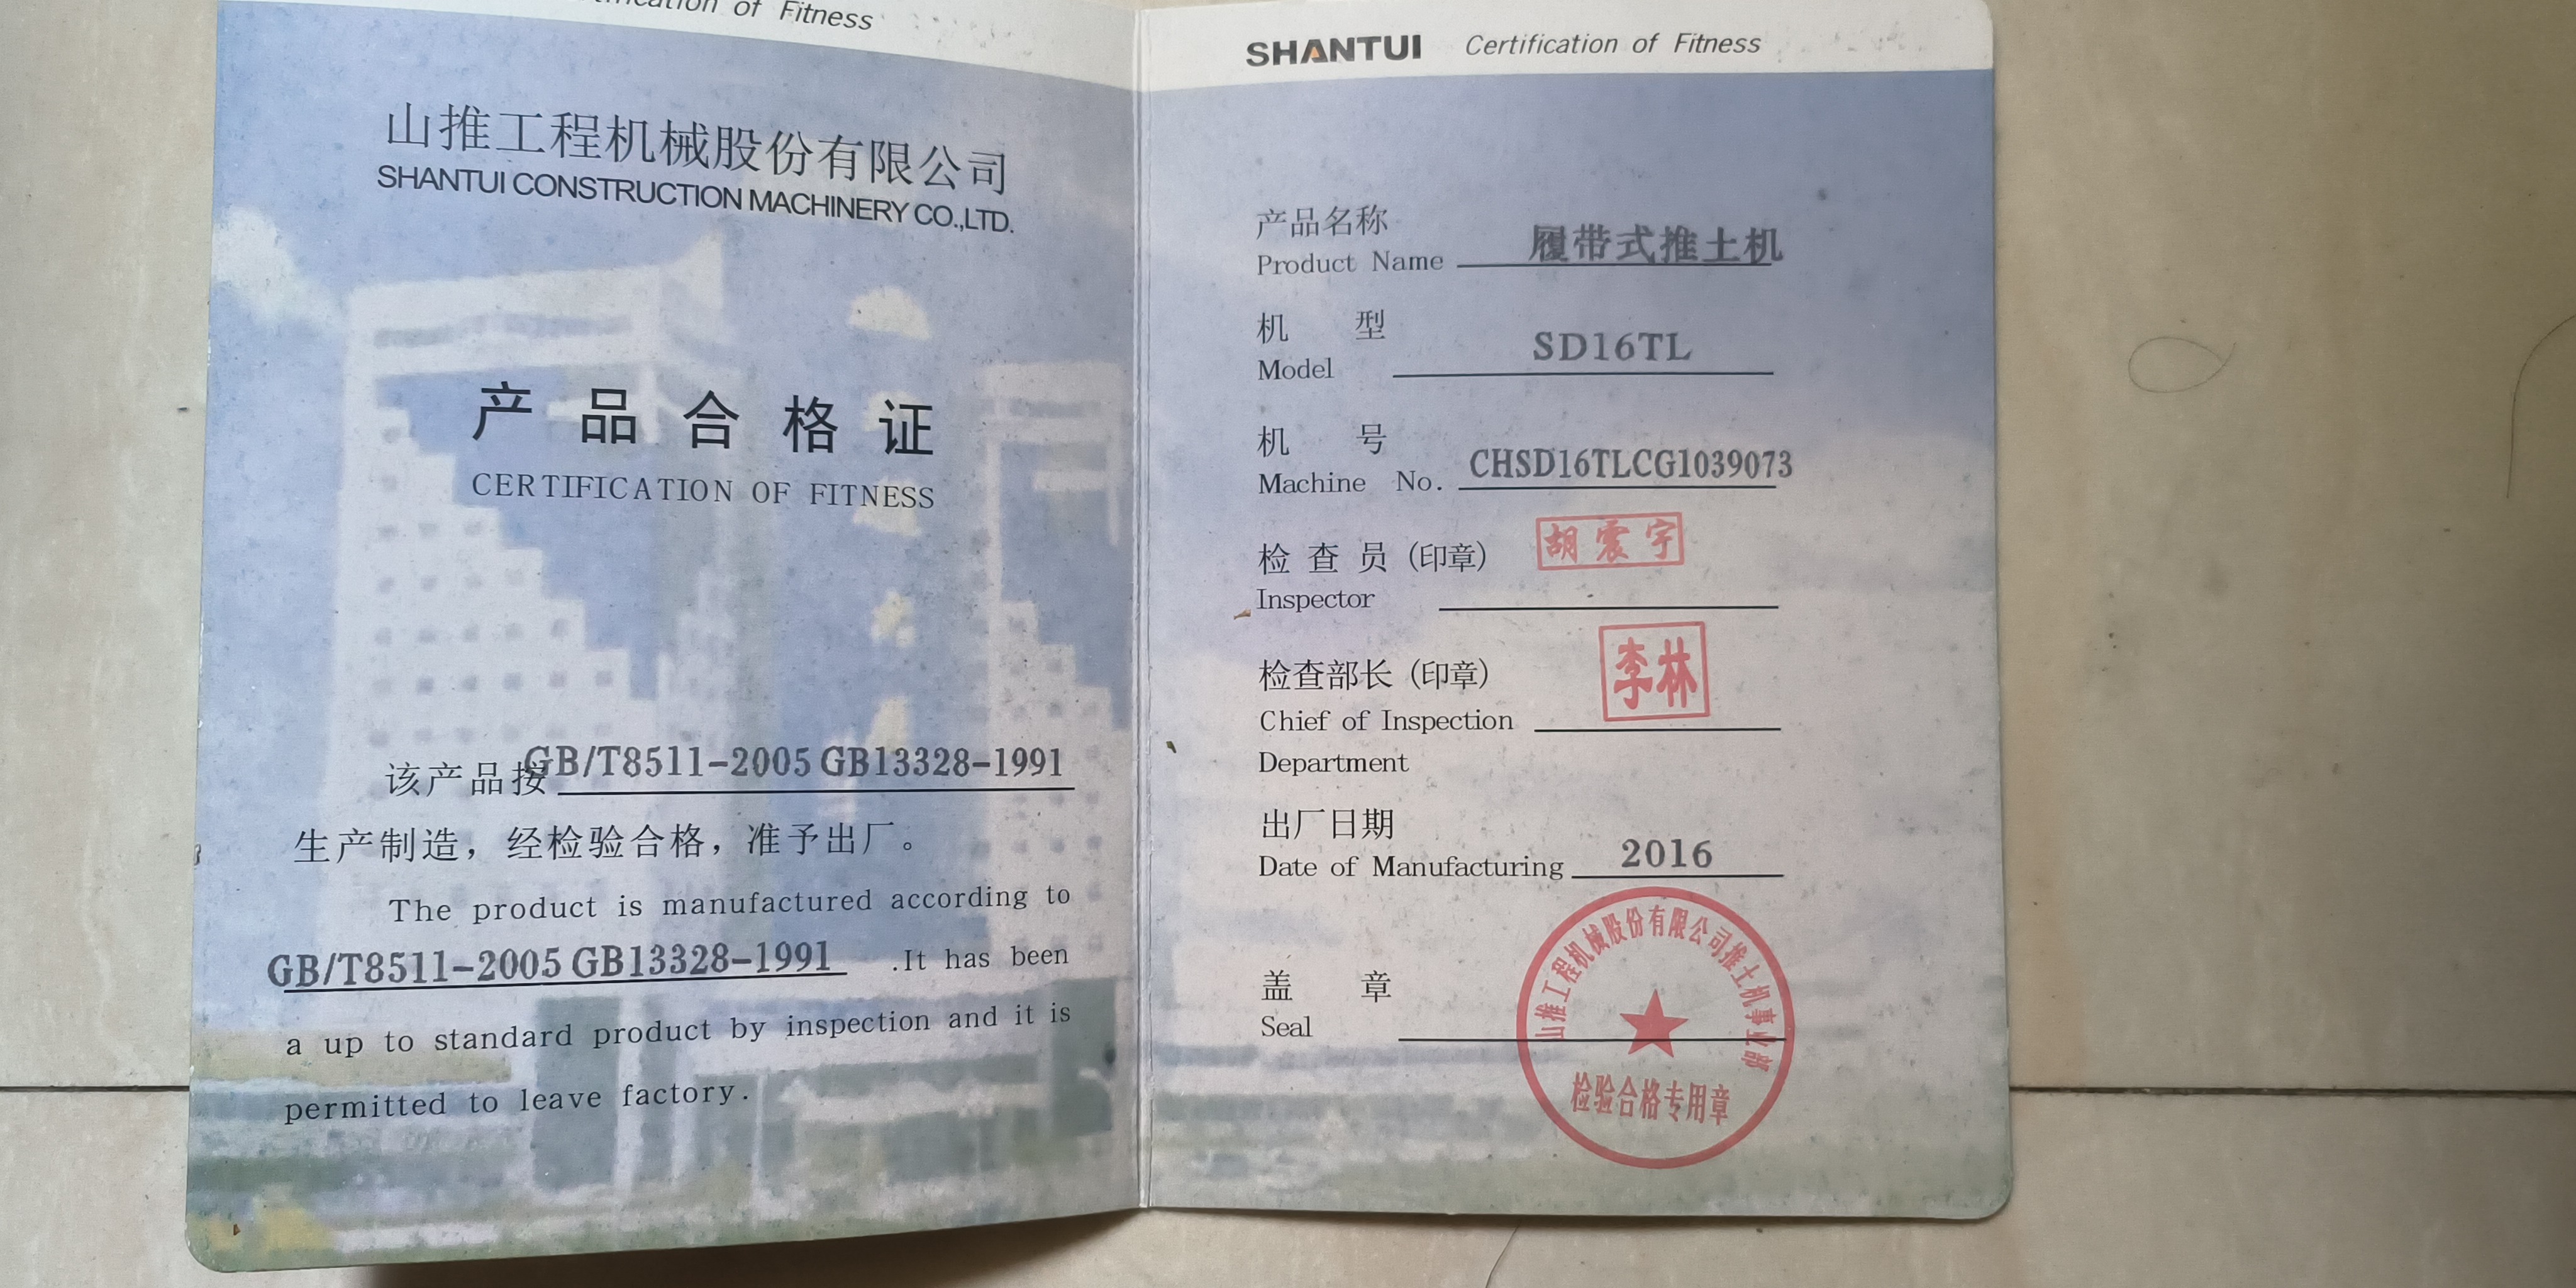 of Fitness
山推工程机械股份有限公司
SHANTUI CONSTRUCTION MACHINERY CO.,LTD.
产品合格证
CERTIFICATION OF FITNESS
该产品按 GB/T8511-2005 GB13328-1991
生产制造，经检验合格，准予出厂。
The product is manufactured according to
GB/T8511-2005 GB13328-1991 .It has been
a up to standard product by inspection and it is
permitted to leave factory.
SHANTUI Certification of Fitness
产品名称
Product Name 履带式推土机
机 型
Model SD16TL
机 号
Machine No. CHSD16TLCG1039073
检查员(印章) 胡震宇
Inspector
检查部长(印章) 李林
Chief of Inspection
Department
出厂日期
Date of Manufacturing 2016
盖 章
Seal
山推工程机械股份有限公司推土机事业部
检验合格专用章